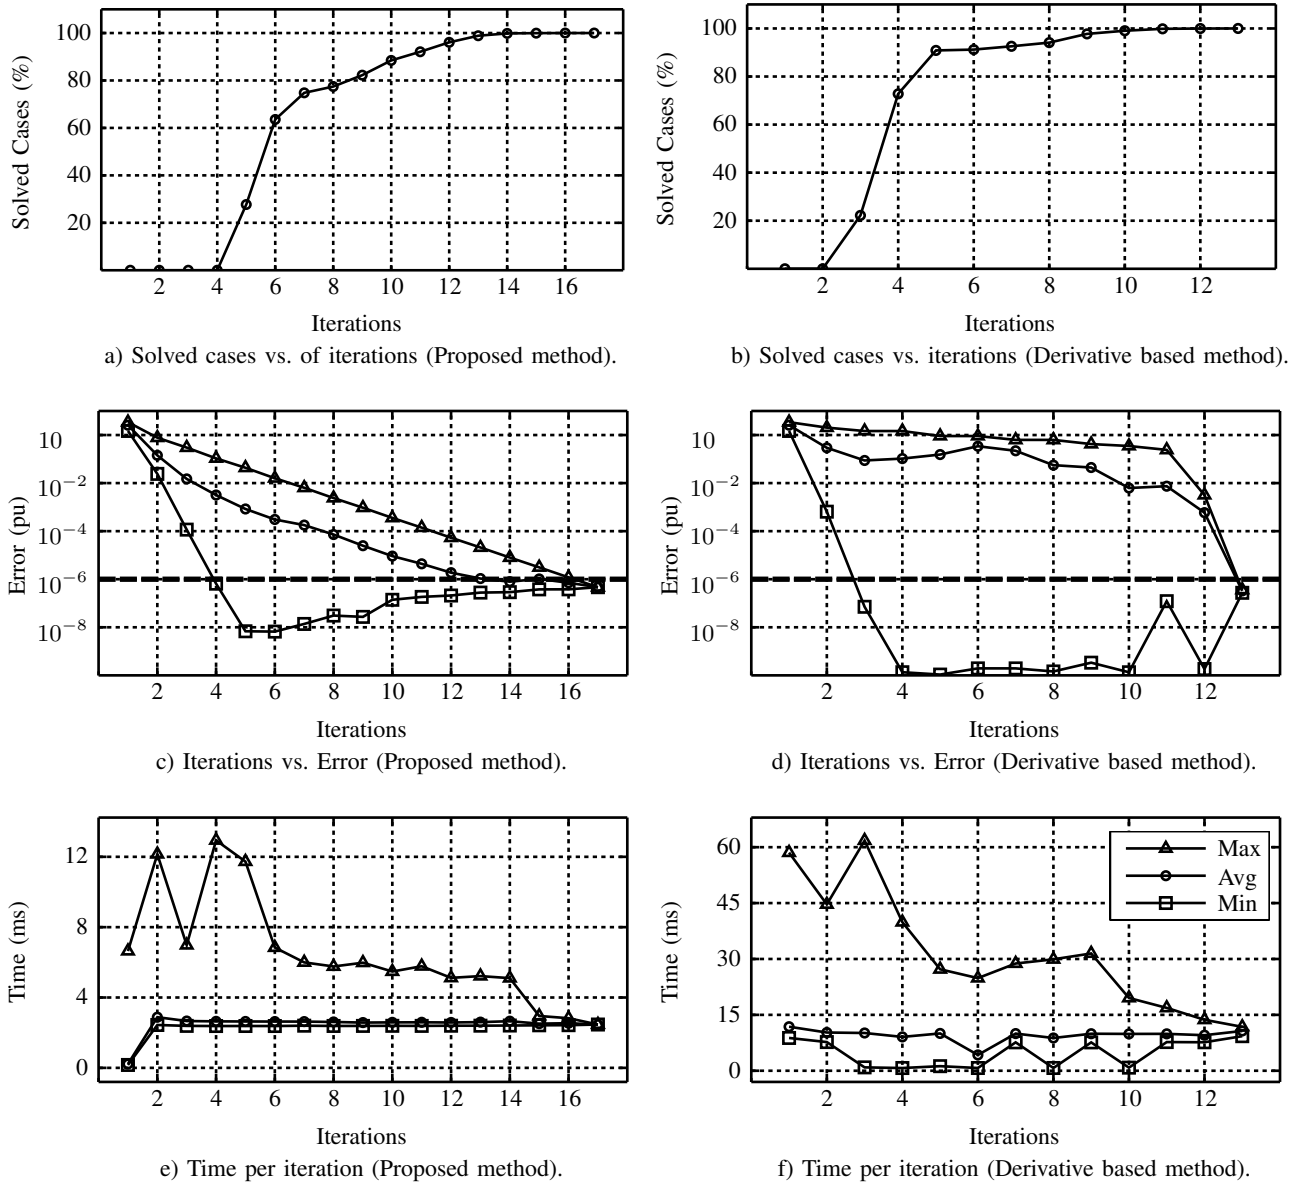 100
80
60
40
20
Solved Cases (%)
2 4 6 8 10 12 14 16
Iterations
a) Solved cases vs. of iterations (Proposed method).
100
80
60
40
20
Solved Cases (%)
2 4 6 8 10 12
Iterations
b) Solved cases vs. iterations (Derivative based method).
10
10⁻²
10⁻⁴
10⁻⁶
10⁻⁸
Error (pu)
2 4 6 8 10 12 14 16
Iterations
c) Iterations vs. Error (Proposed method).
10
10⁻²
10⁻⁴
10⁻⁶
10⁻⁸
Error (pu)
2 4 6 8 10 12
Iterations
d) Iterations vs. Error (Derivative based method).
12
8
4
0
Time (ms)
2 4 6 8 10 12 14 16
Iterations
e) Time per iteration (Proposed method).
60
45
30
15
0
Time (ms)
Max
Avg
Min
2 4 6 8 10 12
Iterations
f) Time per iteration (Derivative based method).